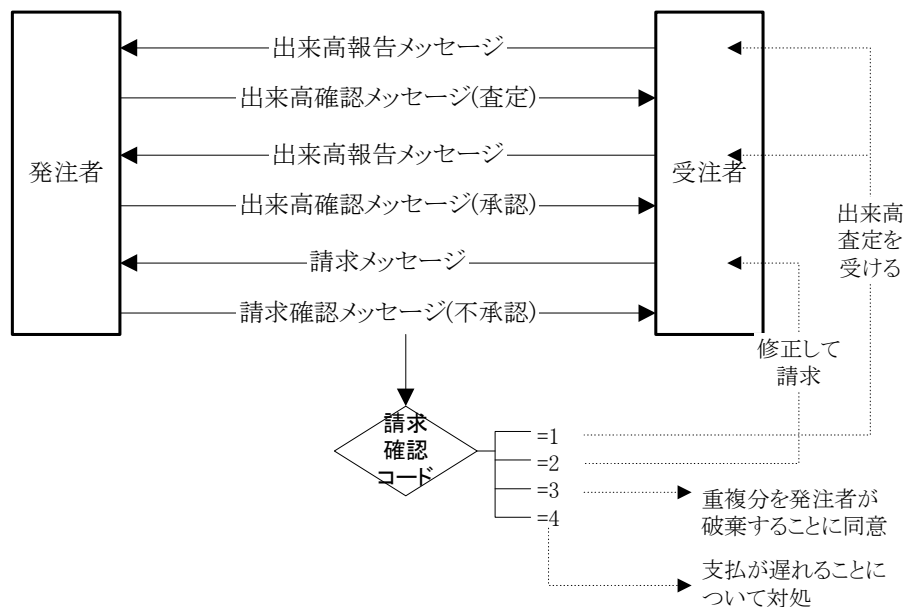 出来高報告メッセージ
出来高確認メッセージ(査定)
出来高報告メッセージ
発注者
受注者
出来高確認メッセージ(承認)
出来高
査定を
受ける
請求メッセージ
請求確認メッセージ(不承認)
修正して
請求
請求
確認
コード
=1
=2
=3
=4
重複分を発注者が
破棄することに同意
支払が遅れることに
ついて対処